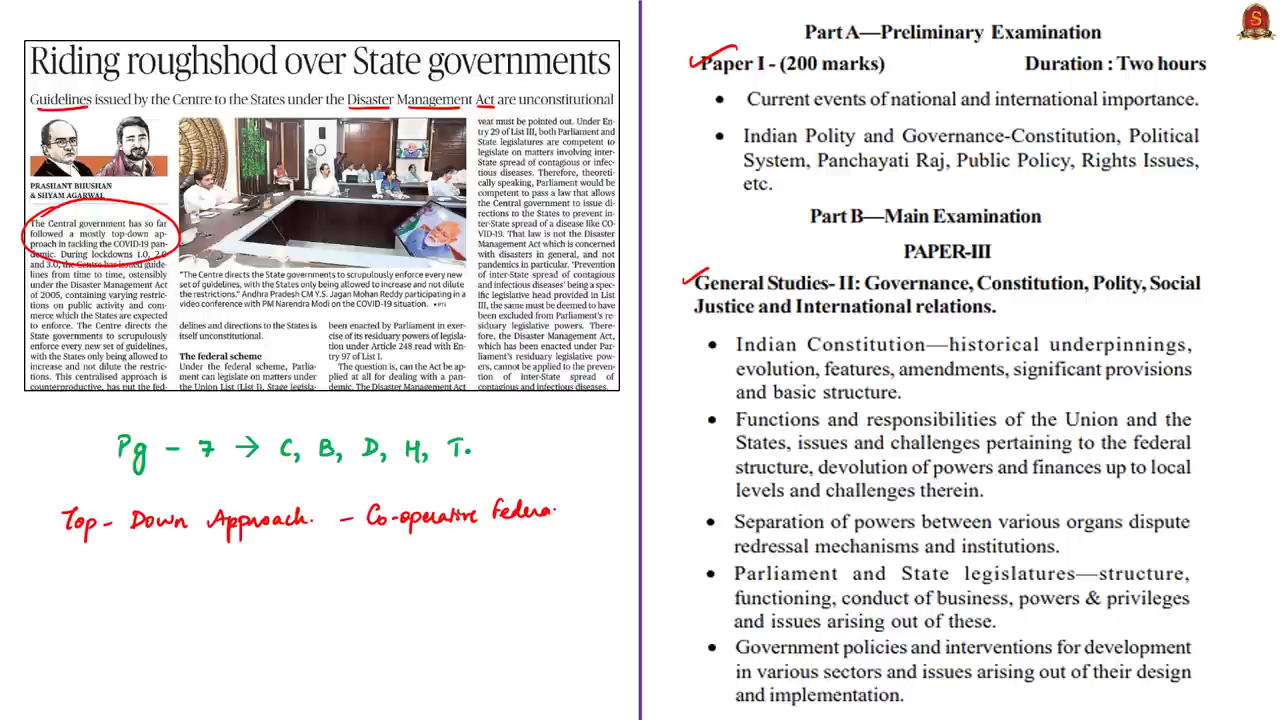 Riding roughshod over State governments
Guidelines issued by the Centre to the States under the Disaster Management Act are unconstitutional
PRASHANT BHUSHAN
& SHYAM AGARWAL
The Central government has so far
followed a mostly top-down ap-
proach in tackling the COVID-19 pan-
demic. During lockdowns 1.0, 2.0
and 3.0, the Centre has issued guide-
lines from time to time, ostensibly
under the Disaster Management Act
of 2005, containing varying restric-
tions on public activity and com-
merce which the States are expected
to enforce. The Centre directs the
State governments to scrupulously
enforce every new set of guidelines,
with the States only being allowed to
increase and not dilute the restric-
tions. This centralised approach is
counterproductive, has put the fed-
"The Centre directs the State governments to scrupulously enforce every new
set of guidelines, with the States only being allowed to increase and not dilute
the restrictions." Andhra Pradesh CM Y.S. Jagan Mohan Reddy participating in a
video conference with PM Narendra Modi on the COVID-19 situation. • PTI
delines and directions to the States is
itself unconstitutional.
The federal scheme
Under the federal scheme, Parlia-
ment can legislate on matters under
the Union List (List I), State legisla-
been enacted by Parliament in exer-
cise of its residuary powers of legisla-
tion under Article 248 read with En-
try 97 of List I.
The question is, can the Act be ap-
plied at all for dealing with a pan-
demic. The Disaster Management Act
veat must be pointed out. Under En-
try 29 of List III, both Parliament and
State legislatures are competent to
legislate on matters involving inter-
State spread of contagious or infec-
tious diseases. Therefore, theoreti-
cally speaking, Parliament would be
competent to pass a law that allows
the Central government to issue di-
rections to the States to prevent in-
ter-State spread of a disease like CO-
VID-19. That law is not the Disaster
Management Act which is concerned
with disasters in general, and not
pandemics in particular. 'Prevention
of inter-State spread of contagious
and infectious diseases' being a spe-
cific legislative head provided in List
III, the same must be deemed to have
been excluded from Parliament's re-
siduary legislative powers. There-
fore, the Disaster Management Act,
which has been enacted under Par-
liament's residuary legislative pow-
ers, cannot be applied to the preven-
tion of inter-State spread of
contagious and infectious diseases.
Pg - 7 → C, B, D, H, T.
Top - Down Approach. - Co-operative Federa.
Part A—Preliminary Examination
Paper I - (200 marks) Duration : Two hours
• Current events of national and international importance.
• Indian Polity and Governance-Constitution, Political
System, Panchayati Raj, Public Policy, Rights Issues,
etc.
Part B—Main Examination
PAPER-III
General Studies- II: Governance, Constitution, Polity, Social
Justice and International relations.
• Indian Constitution—historical underpinnings,
evolution, features, amendments, significant provisions
and basic structure.
• Functions and responsibilities of the Union and the
States, issues and challenges pertaining to the federal
structure, devolution of powers and finances up to local
levels and challenges therein.
• Separation of powers between various organs dispute
redressal mechanisms and institutions.
• Parliament and State legislatures—structure,
functioning, conduct of business, powers & privileges
and issues arising out of these.
• Government policies and interventions for development
in various sectors and issues arising out of their design
and implementation.